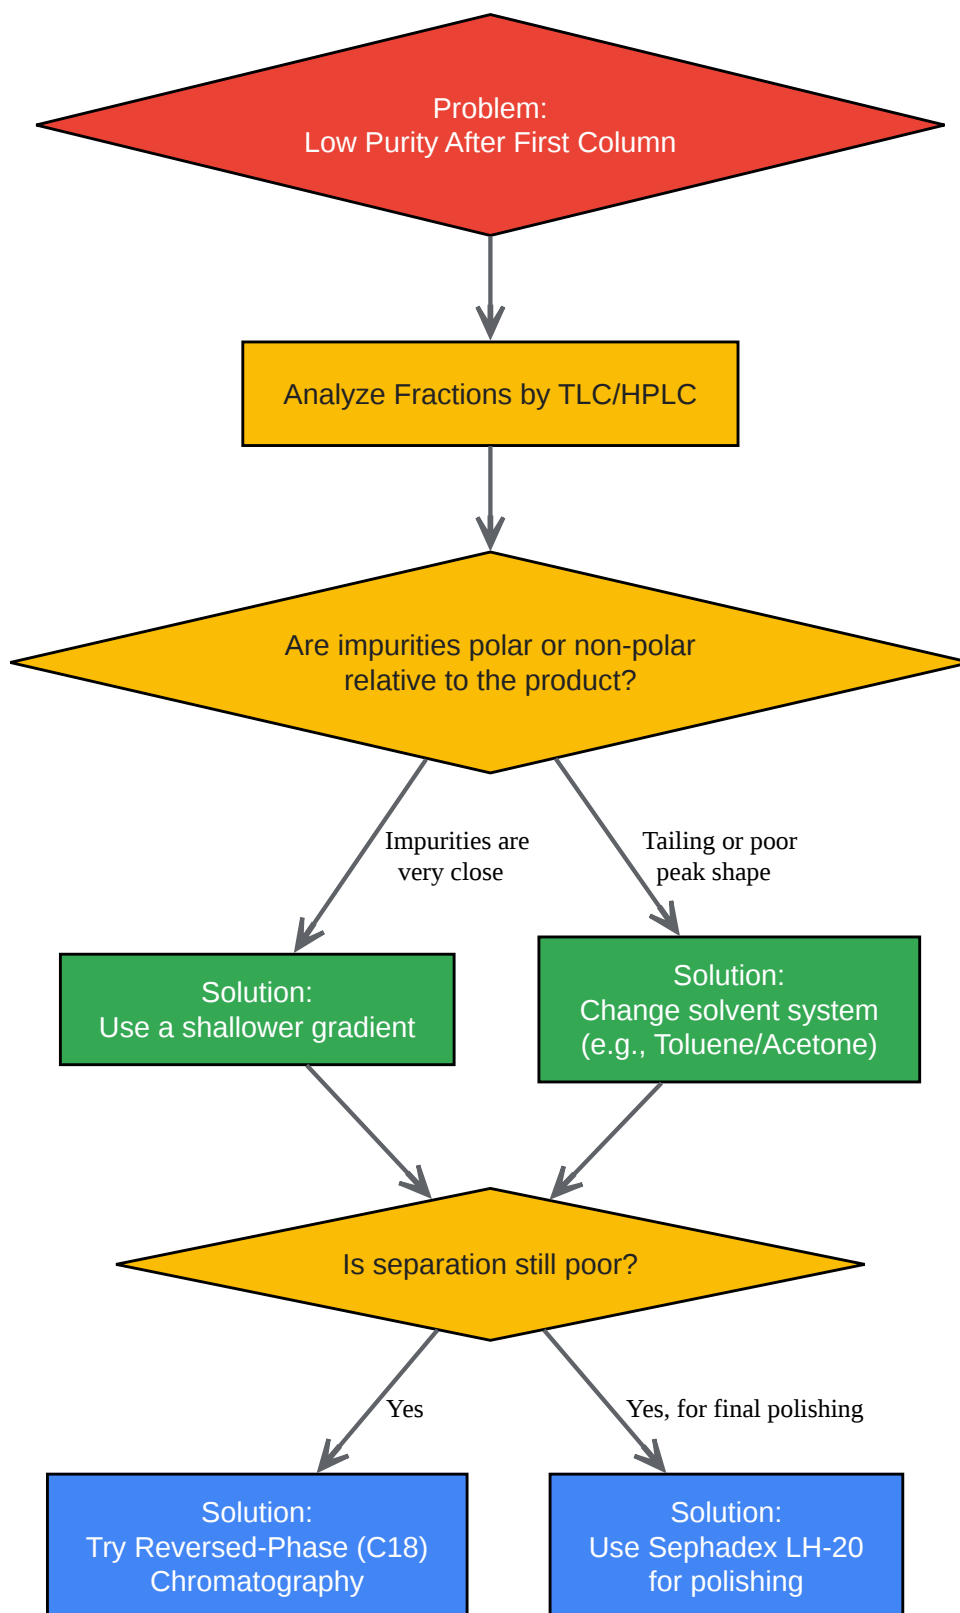 Problem:
Low Purity After First Column
Analyze Fractions by TLC/HPLC
Are impurities polar or non-polar
relative to the product?
Impurities are
very close
Tailing or poor
peak shape
Solution:
Use a shallower gradient
Solution:
Change solvent system
(e.g., Toluene/Acetone)
Is separation still poor?
Yes
Yes, for final polishing
Solution:
Try Reversed-Phase (C18)
Chromatography
Solution:
Use Sephadex LH-20
for polishing